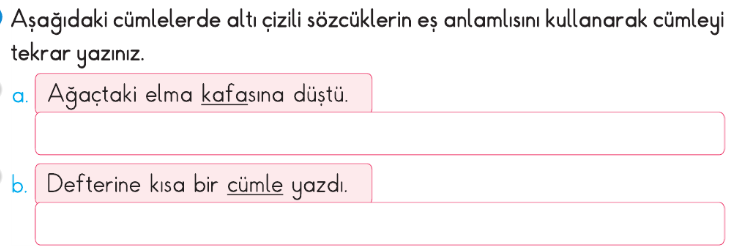 Aşağıdaki cümlelerde altı çizili sözcüklerin eş anlamlısını kullanarak cümleyi
tekrar yazınız.
a. Ağaçtaki elma kafasına düştü.
b. Defterine kısa bir cümle yazdı.